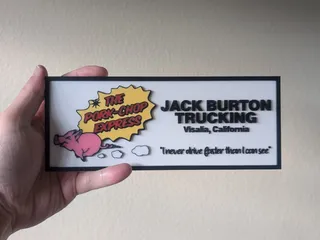 THE
PORK-CHOP
EXPRESS
JACK BURTON
TRUCKING
Visalia, California
"I never drive faster than I can see"